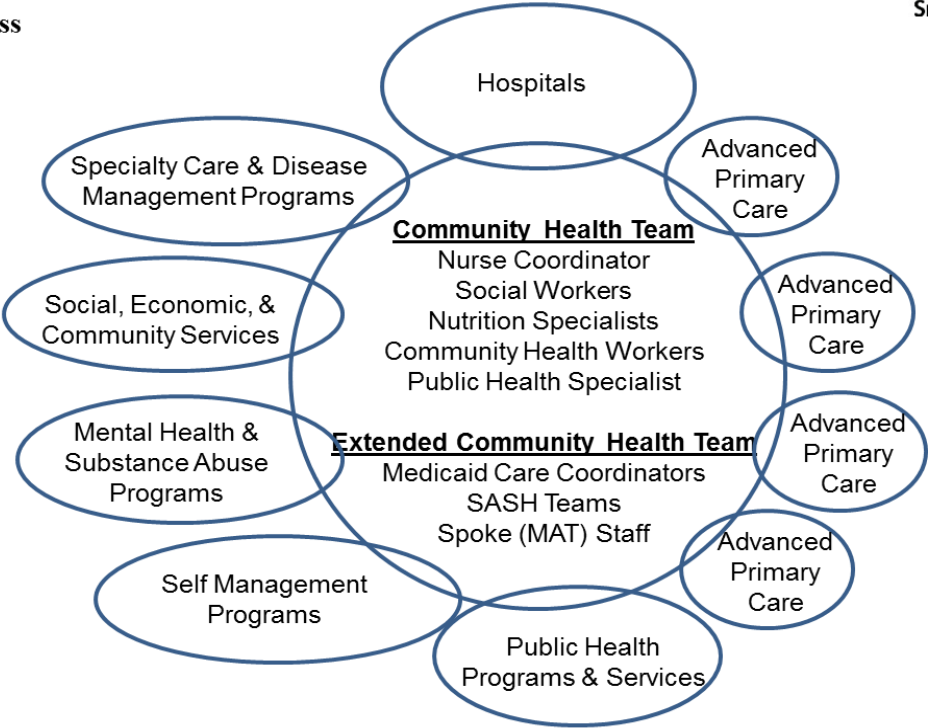 ss
Hospitals
Specialty Care & Disease
Management Programs
Advanced
Primary
Care
Community Health Team
Nurse Coordinator
Social Workers
Nutrition Specialists
Community Health Workers
Public Health Specialist
Social, Economic, &
Community Services
Advanced
Primary
Care
Mental Health &
Substance Abuse
Programs
Extended Community Health Team
Medicaid Care Coordinators
SASH Teams
Spoke (MAT) Staff
Advanced
Primary
Care
Self Management
Programs
Advanced
Primary
Care
Public Health
Programs & Services